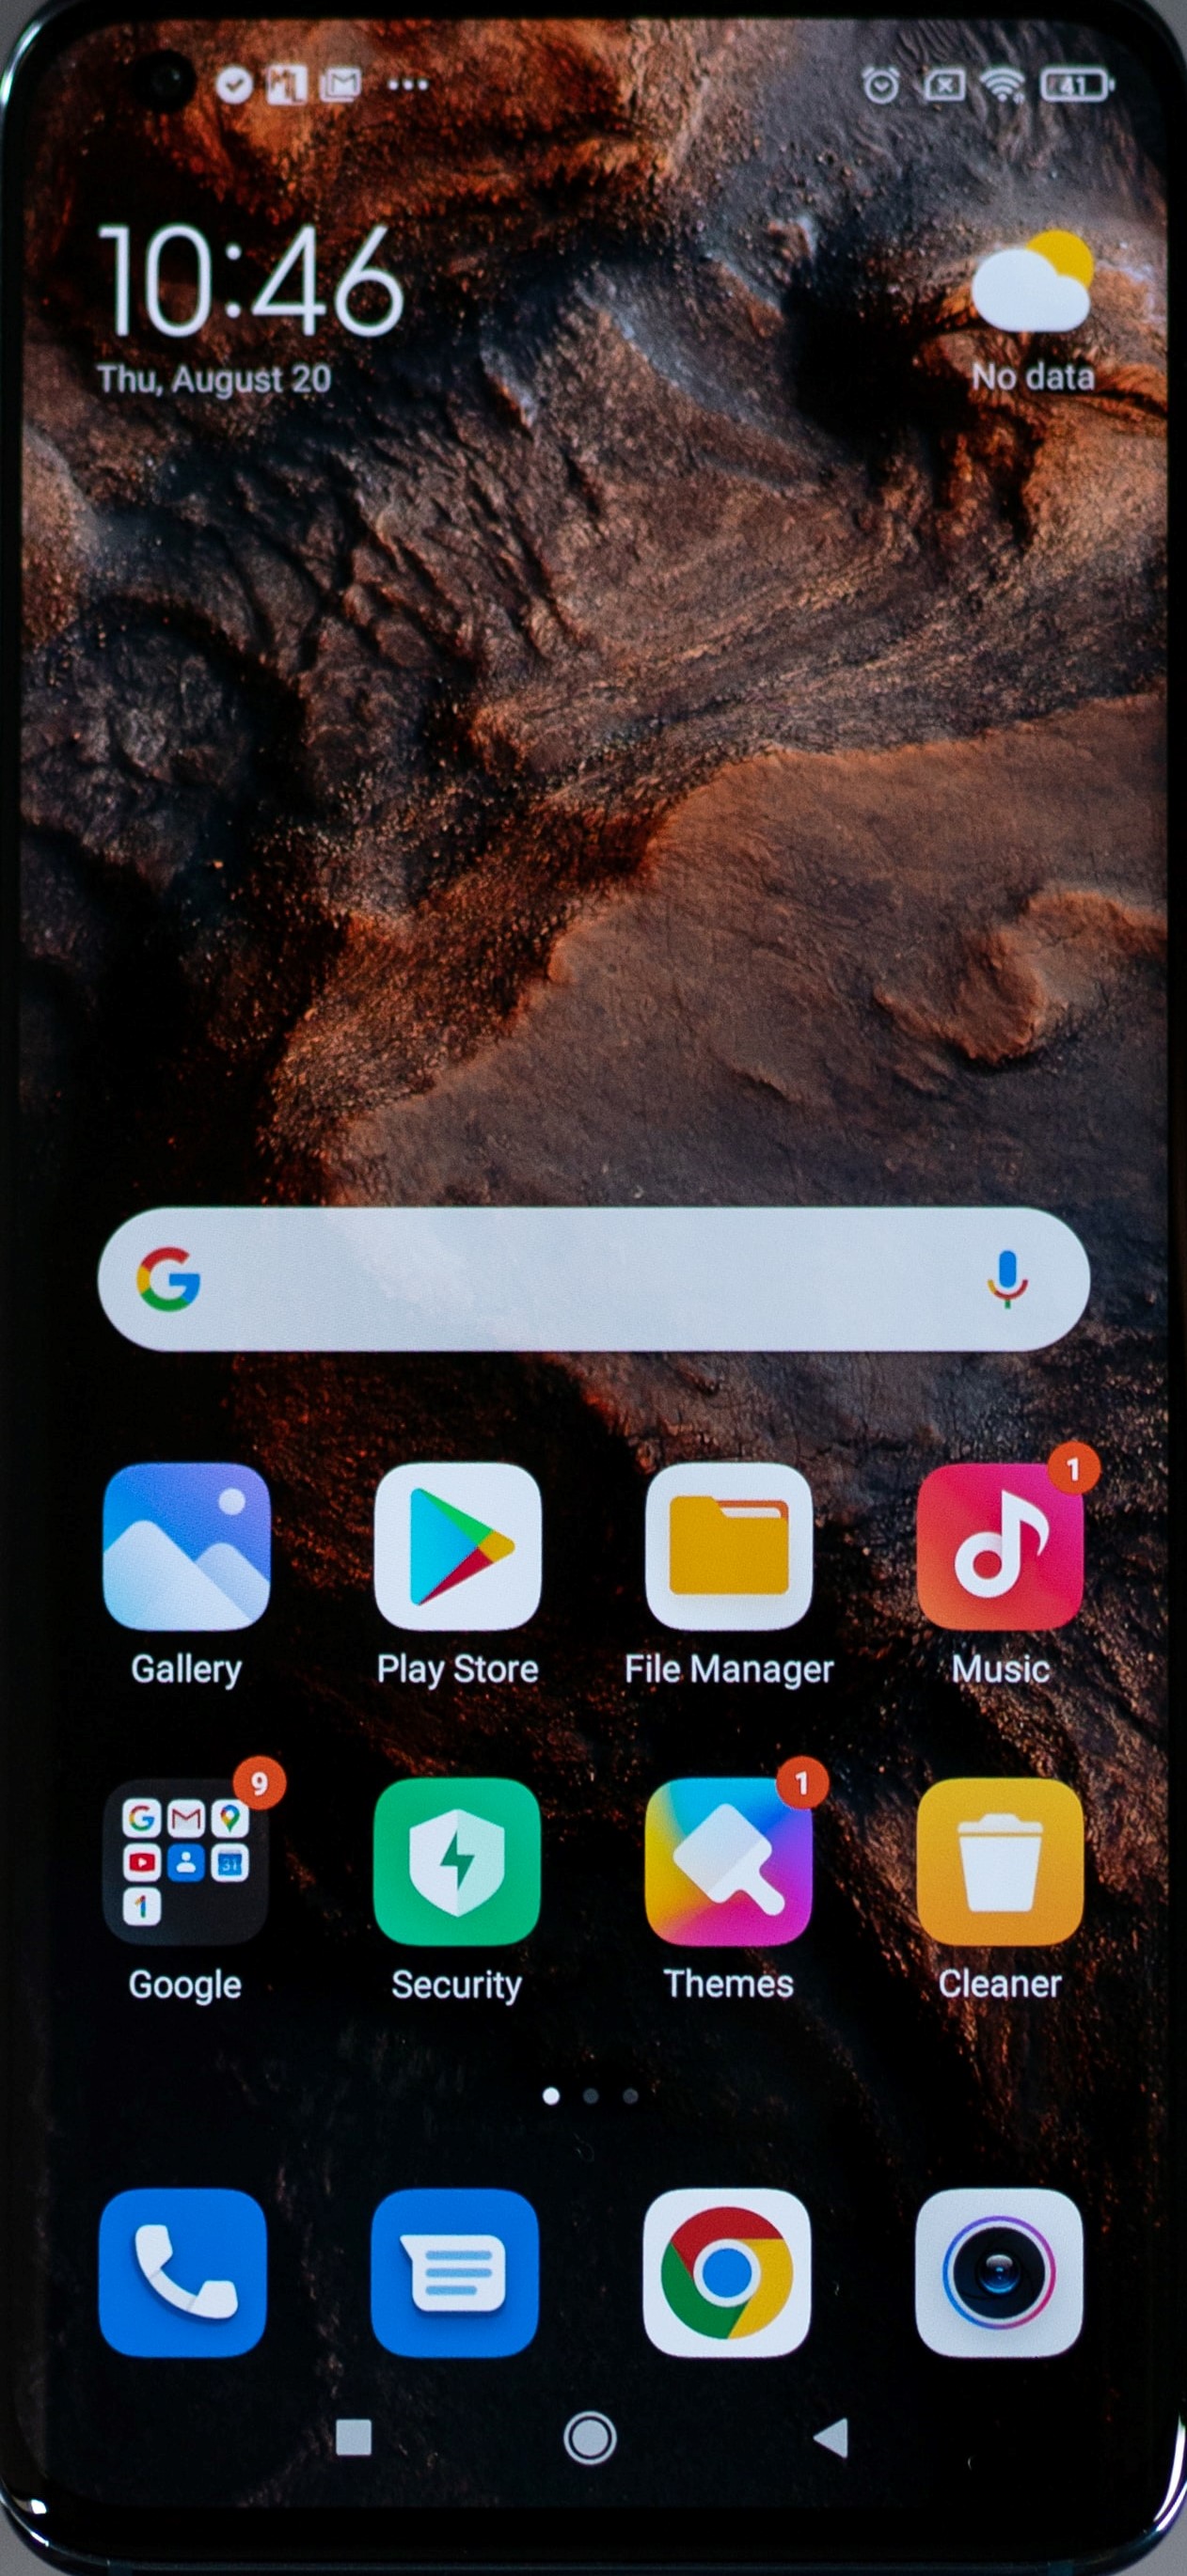 41
10:46
Thu, August 20
No data
1
Gallery
Play Store
File Manager
Music
9
1
31
1
Google
Security
Themes
Cleaner